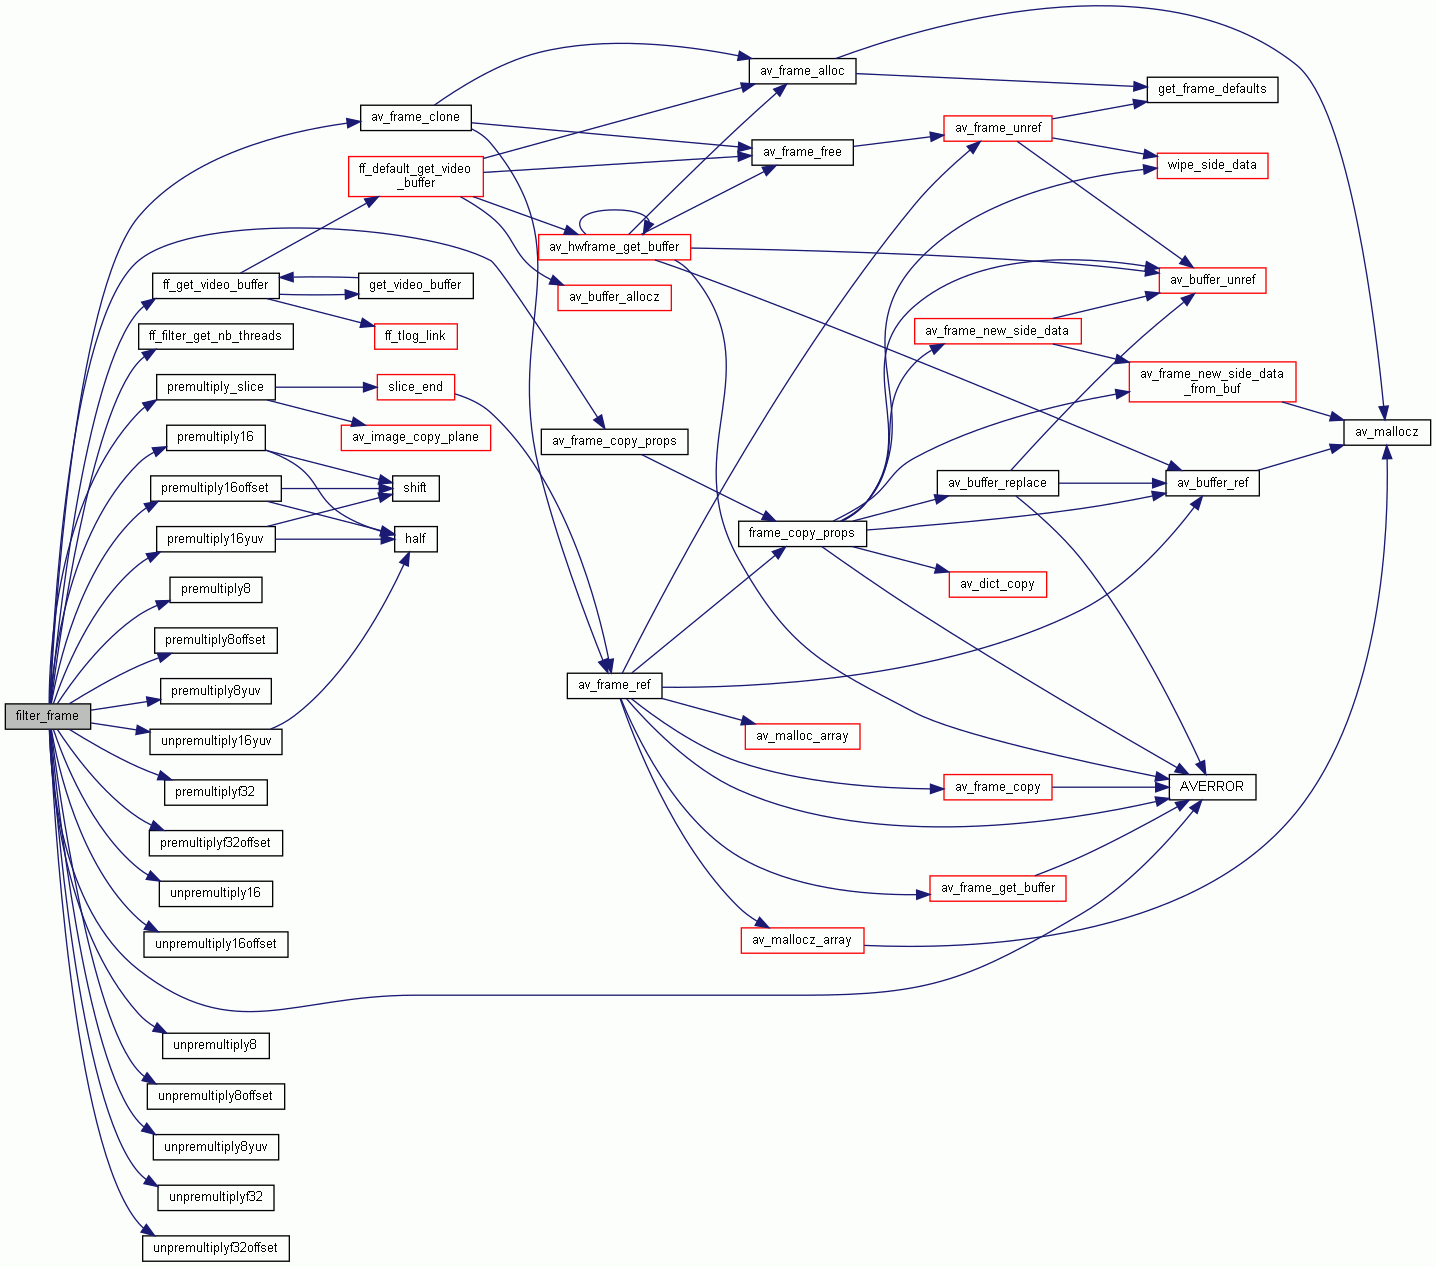 filter_frame
av_frame_clone
ff_default_get_video
_buffer
ff_get_video_buffer
get_video_buffer
ff_filter_get_nb_threads
ff_tlog_link
premultiply_slice
slice_end
av_image_copy_plane
premultiply16
premultiply16offset
shift
premultiply16yuv
half
premultiply8
premultiply8offset
premultiply8yuv
unpremultiply16yuv
premultiplyf32
premultiplyf32offset
unpremultiply16
unpremultiply16offset
unpremultiply8
unpremultiply8offset
unpremultiply8yuv
unpremultiplyf32
unpremultiplyf32offset
av_hwframe_get_buffer
av_buffer_allocz
av_frame_copy_props
av_frame_ref
av_frame_alloc
av_frame_free
frame_copy_props
av_malloc_array
av_mallocz_array
av_frame_unref
av_frame_new_side_data
av_buffer_replace
av_dict_copy
av_frame_copy
av_frame_get_buffer
get_frame_defaults
wipe_side_data
av_buffer_unref
av_frame_new_side_data
_from_buf
av_buffer_ref
AVERROR
av_mallocz